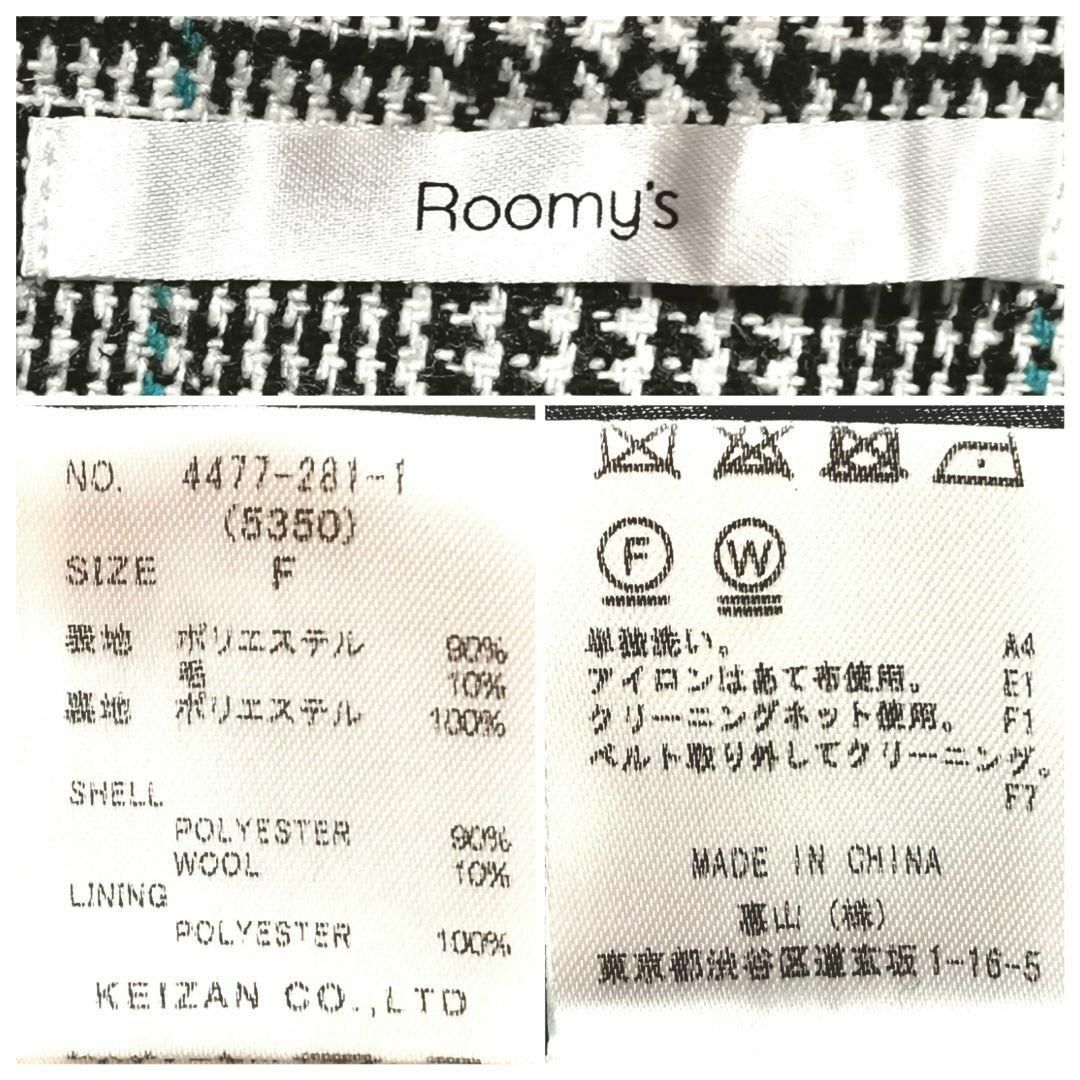 Roomy's
NO. 4477-281-1
(5350)
SIZE F
表地 ポリエステル 90%
毛 10%
裏地 ポリエステル 100%
SHELL
POLYESTER 90%
WOOL 10%
LINING
POLYESTER 100%
KEIZAN CO.,LTD
F W
単独洗い。 A4
アイロンはあて布使用。 E1
クリーニングネット使用。 F1
ベルト取り外してクリーニング。
F7
MADE IN CHINA
恵山(株)
東京都渋谷区道玄坂1-16-5